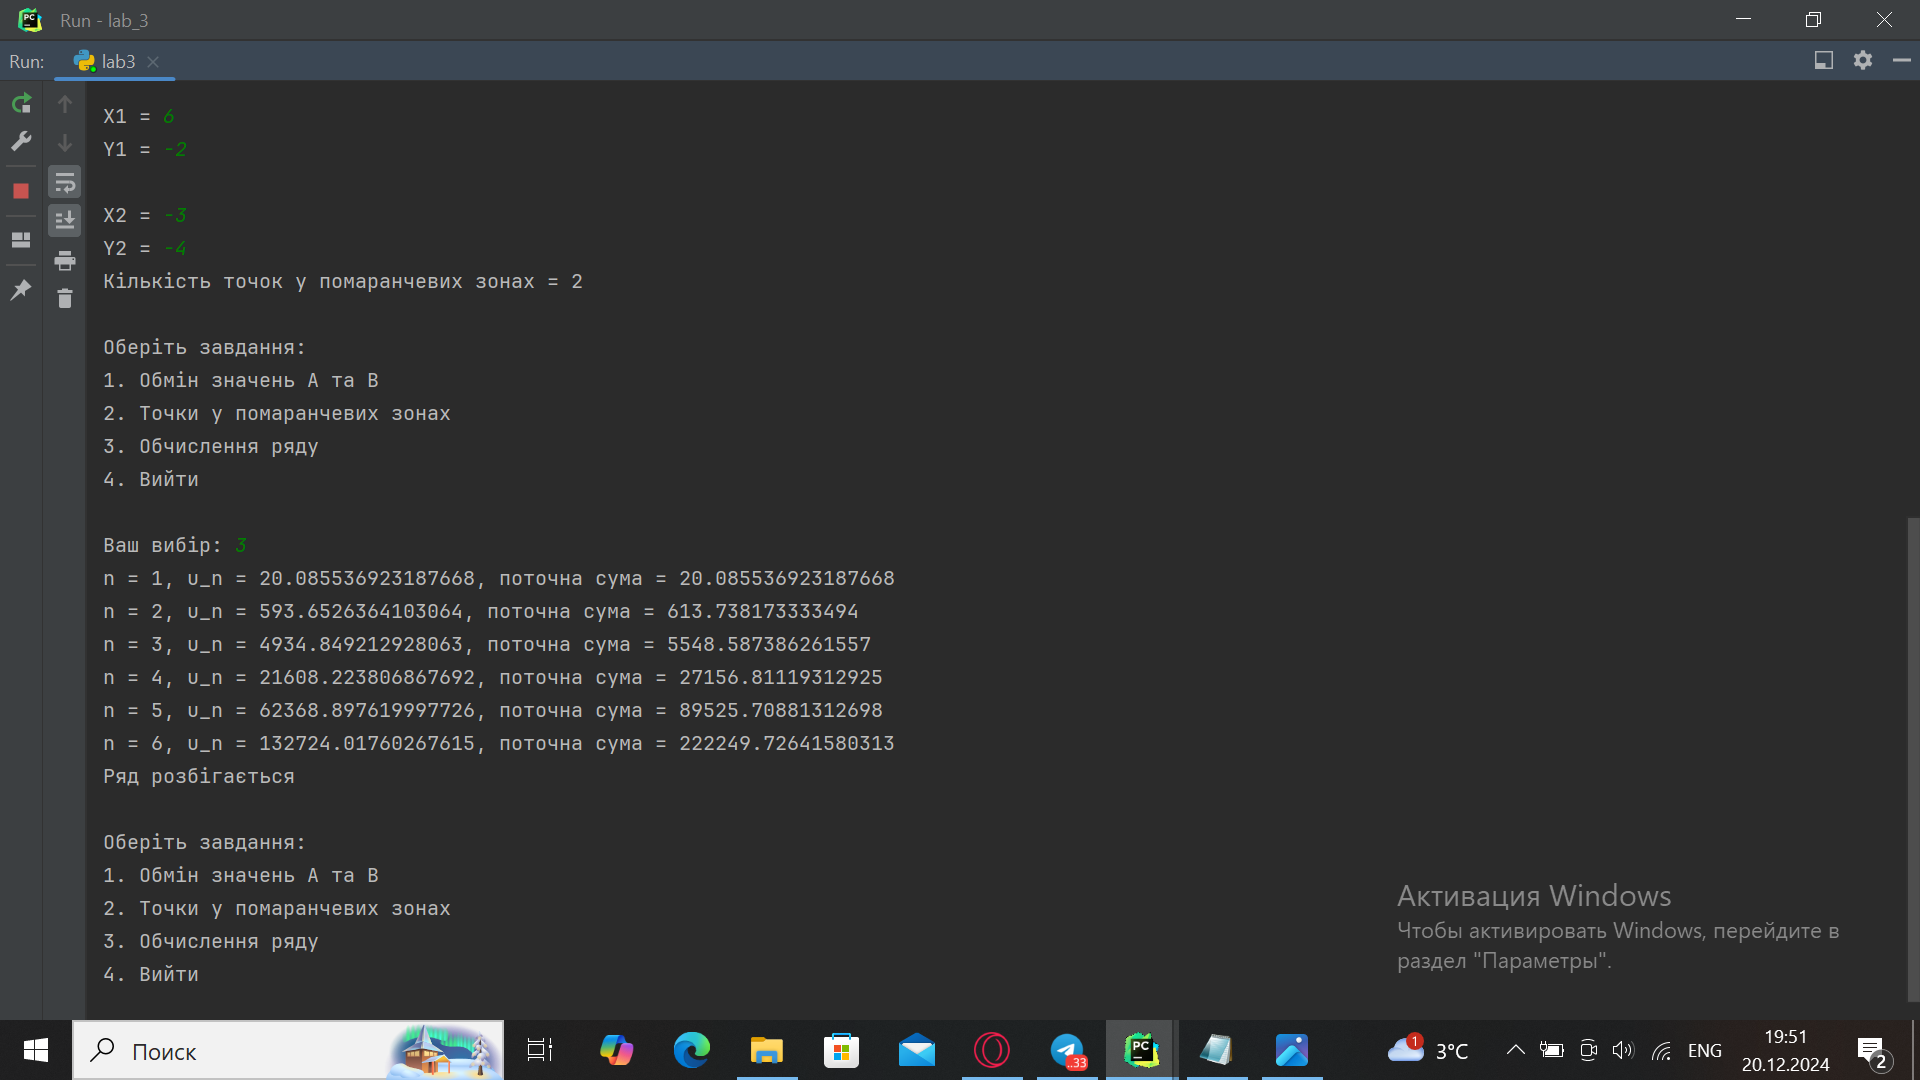 Run - lab_3
Run:
lab3
X1 = 6
Y1 = -2
X2 = -3
Y2 = -4
Кількість точок у помаранчевих зонах = 2
Оберіть завдання:
1. Обмін значень А та В
2. Точки у помаранчевих зонах
3. Обчислення ряду
4. Вийти
Ваш вибір: 3
n = 1, u_n = 20.085536923187668, поточна сума = 20.085536923187668
n = 2, u_n = 593.6526364103064, поточна сума = 613.738173333494
n = 3, u_n = 4934.849212928063, поточна сума = 5548.587386261557
n = 4, u_n = 21608.223806867692, поточна сума = 27156.81119312925
n = 5, u_n = 62368.897619997726, поточна сума = 89525.70881312698
n = 6, u_n = 132724.01760267615, поточна сума = 222249.72641580313
Ряд розбігається
Оберіть завдання:
1. Обмін значень А та В
2. Точки у помаранчевих зонах
3. Обчислення ряду
4. Вийти
Активация Windows
Чтобы активировать Windows, перейдите в
раздел "Параметры".
Поиск
..33
PC
1
3°C
ENG
19:51
20.12.2024
2